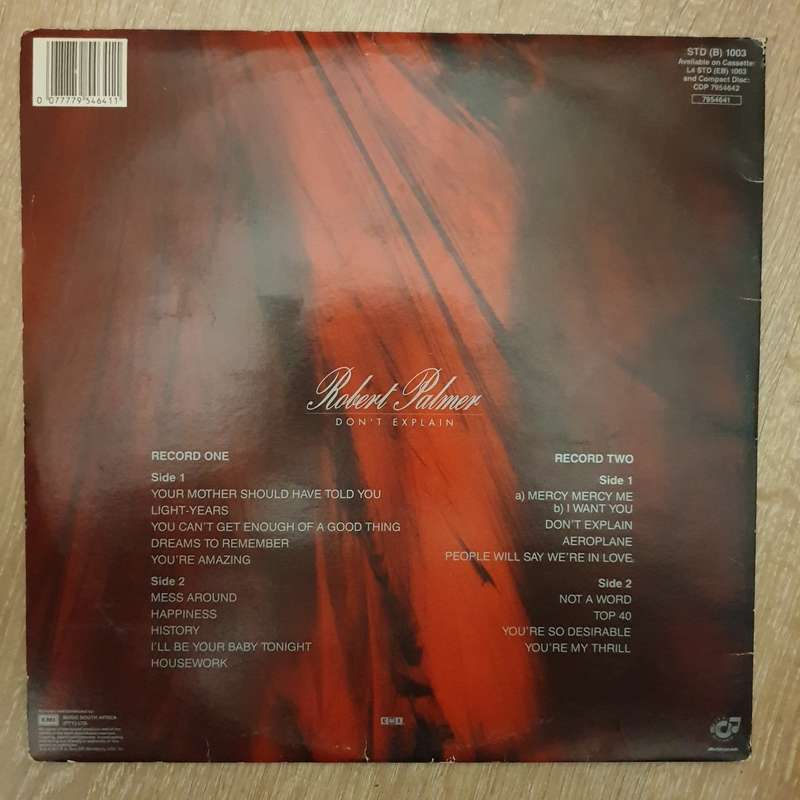 0 077779 546411
STD (B) 1003
Available on Cassette:
L4 STD (EB) 1003
and Compact Disc:
CDP 7954642
7954641
Robert Palmer
DON'T EXPLAIN
RECORD ONE
Side 1
YOUR MOTHER SHOULD HAVE TOLD YOU
LIGHT-YEARS
YOU CAN'T GET ENOUGH OF A GOOD THING
DREAMS TO REMEMBER
YOU'RE AMAZING
Side 2
MESS AROUND
HAPPINESS
HISTORY
I'LL BE YOUR BABY TONIGHT
HOUSEWORK
RECORD TWO
Side 1
a) MERCY MERCY ME
b) I WANT YOU
DON'T EXPLAIN
AEROPLANE
PEOPLE WILL SAY WE'RE IN LOVE
Side 2
NOT A WORD
TOP 40
YOU'RE SO DESIRABLE
YOU'RE MY THRILL
EMI
MUSIC SOUTH AFRICA
(PTY) LTD.
EMI